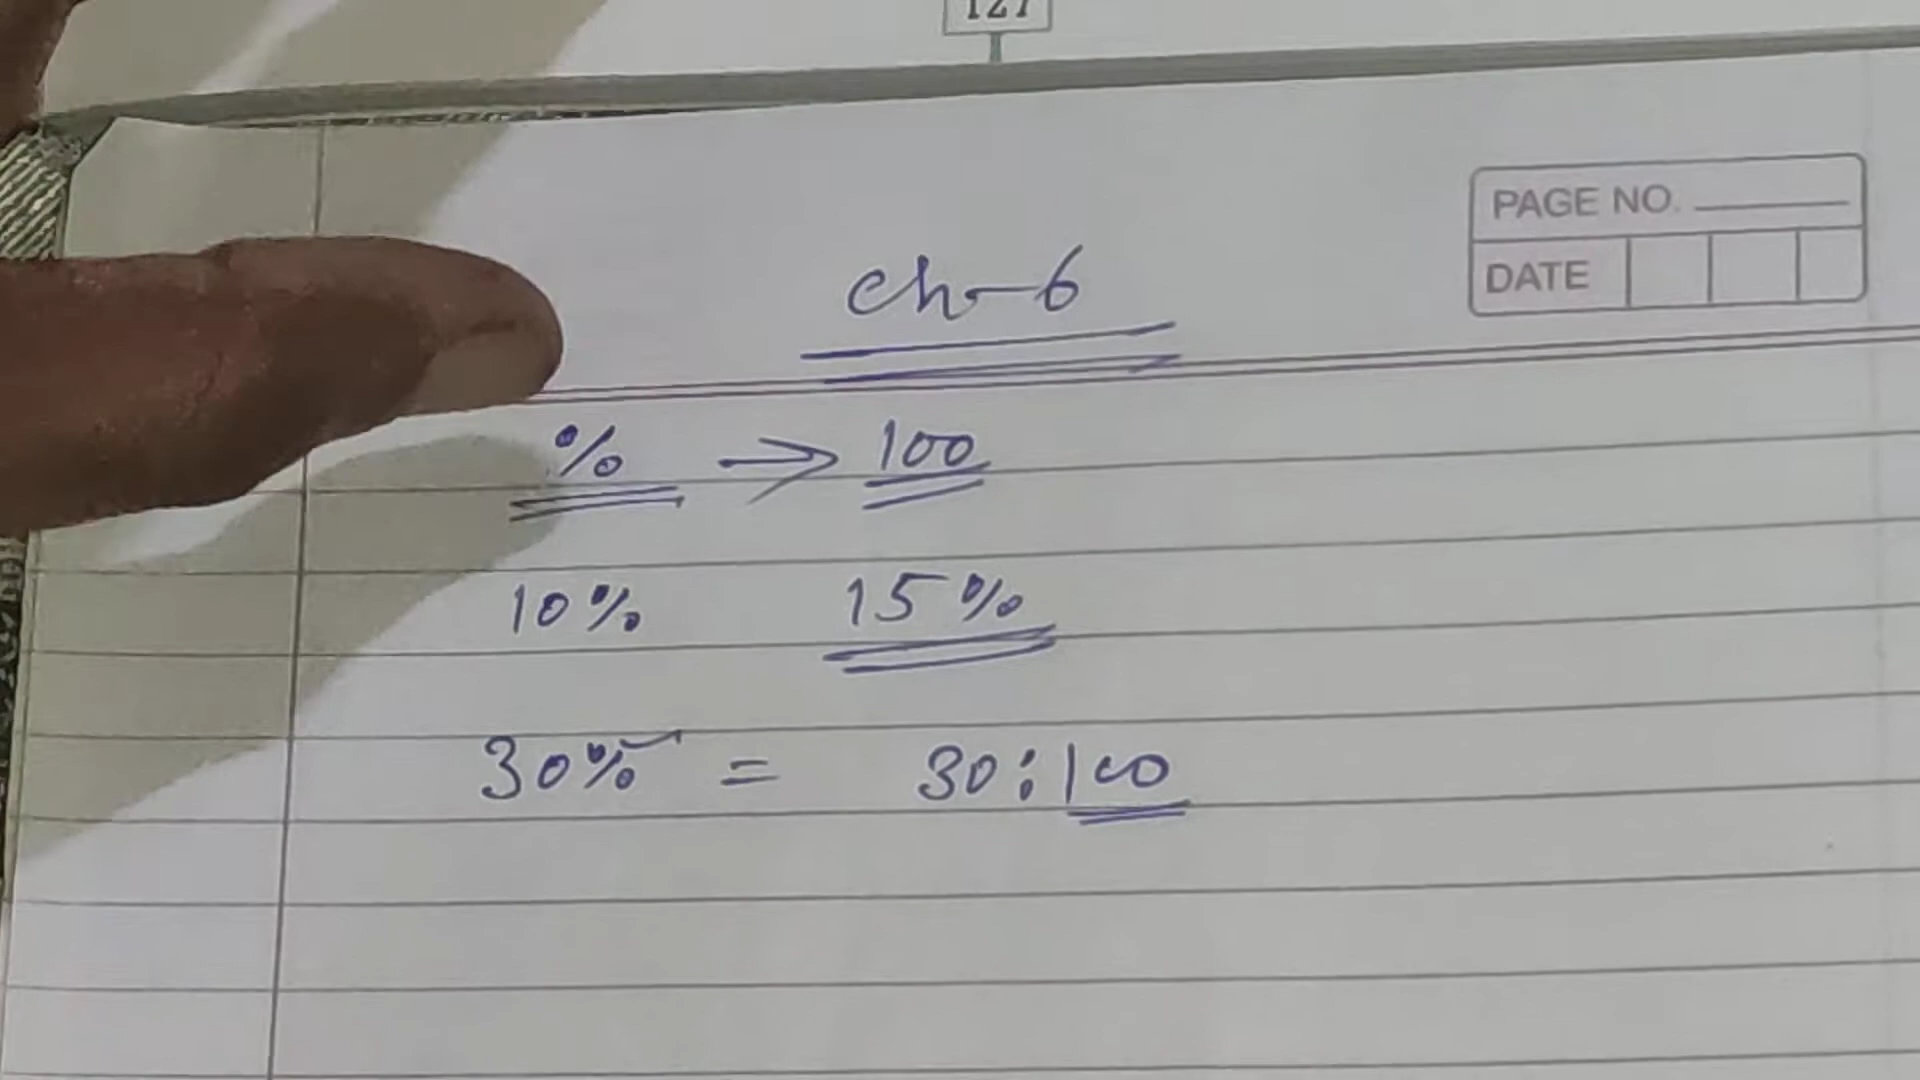 127
PAGE NO.
DATE
ch-6
% → 100
10% 15%
30% = 30:100